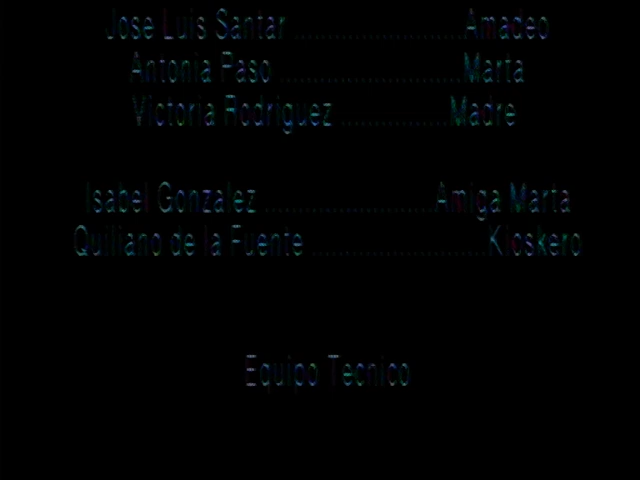 Jose Luis Santar ........................ Amadeo
Antonia Paso ........................ Marta
Victoria Rodriguez .............. Madre
Isabel Gonzalez ...................... Amiga Marta
Quiliano de la Fuente ...................... Kioskero
Equipo Tecnico